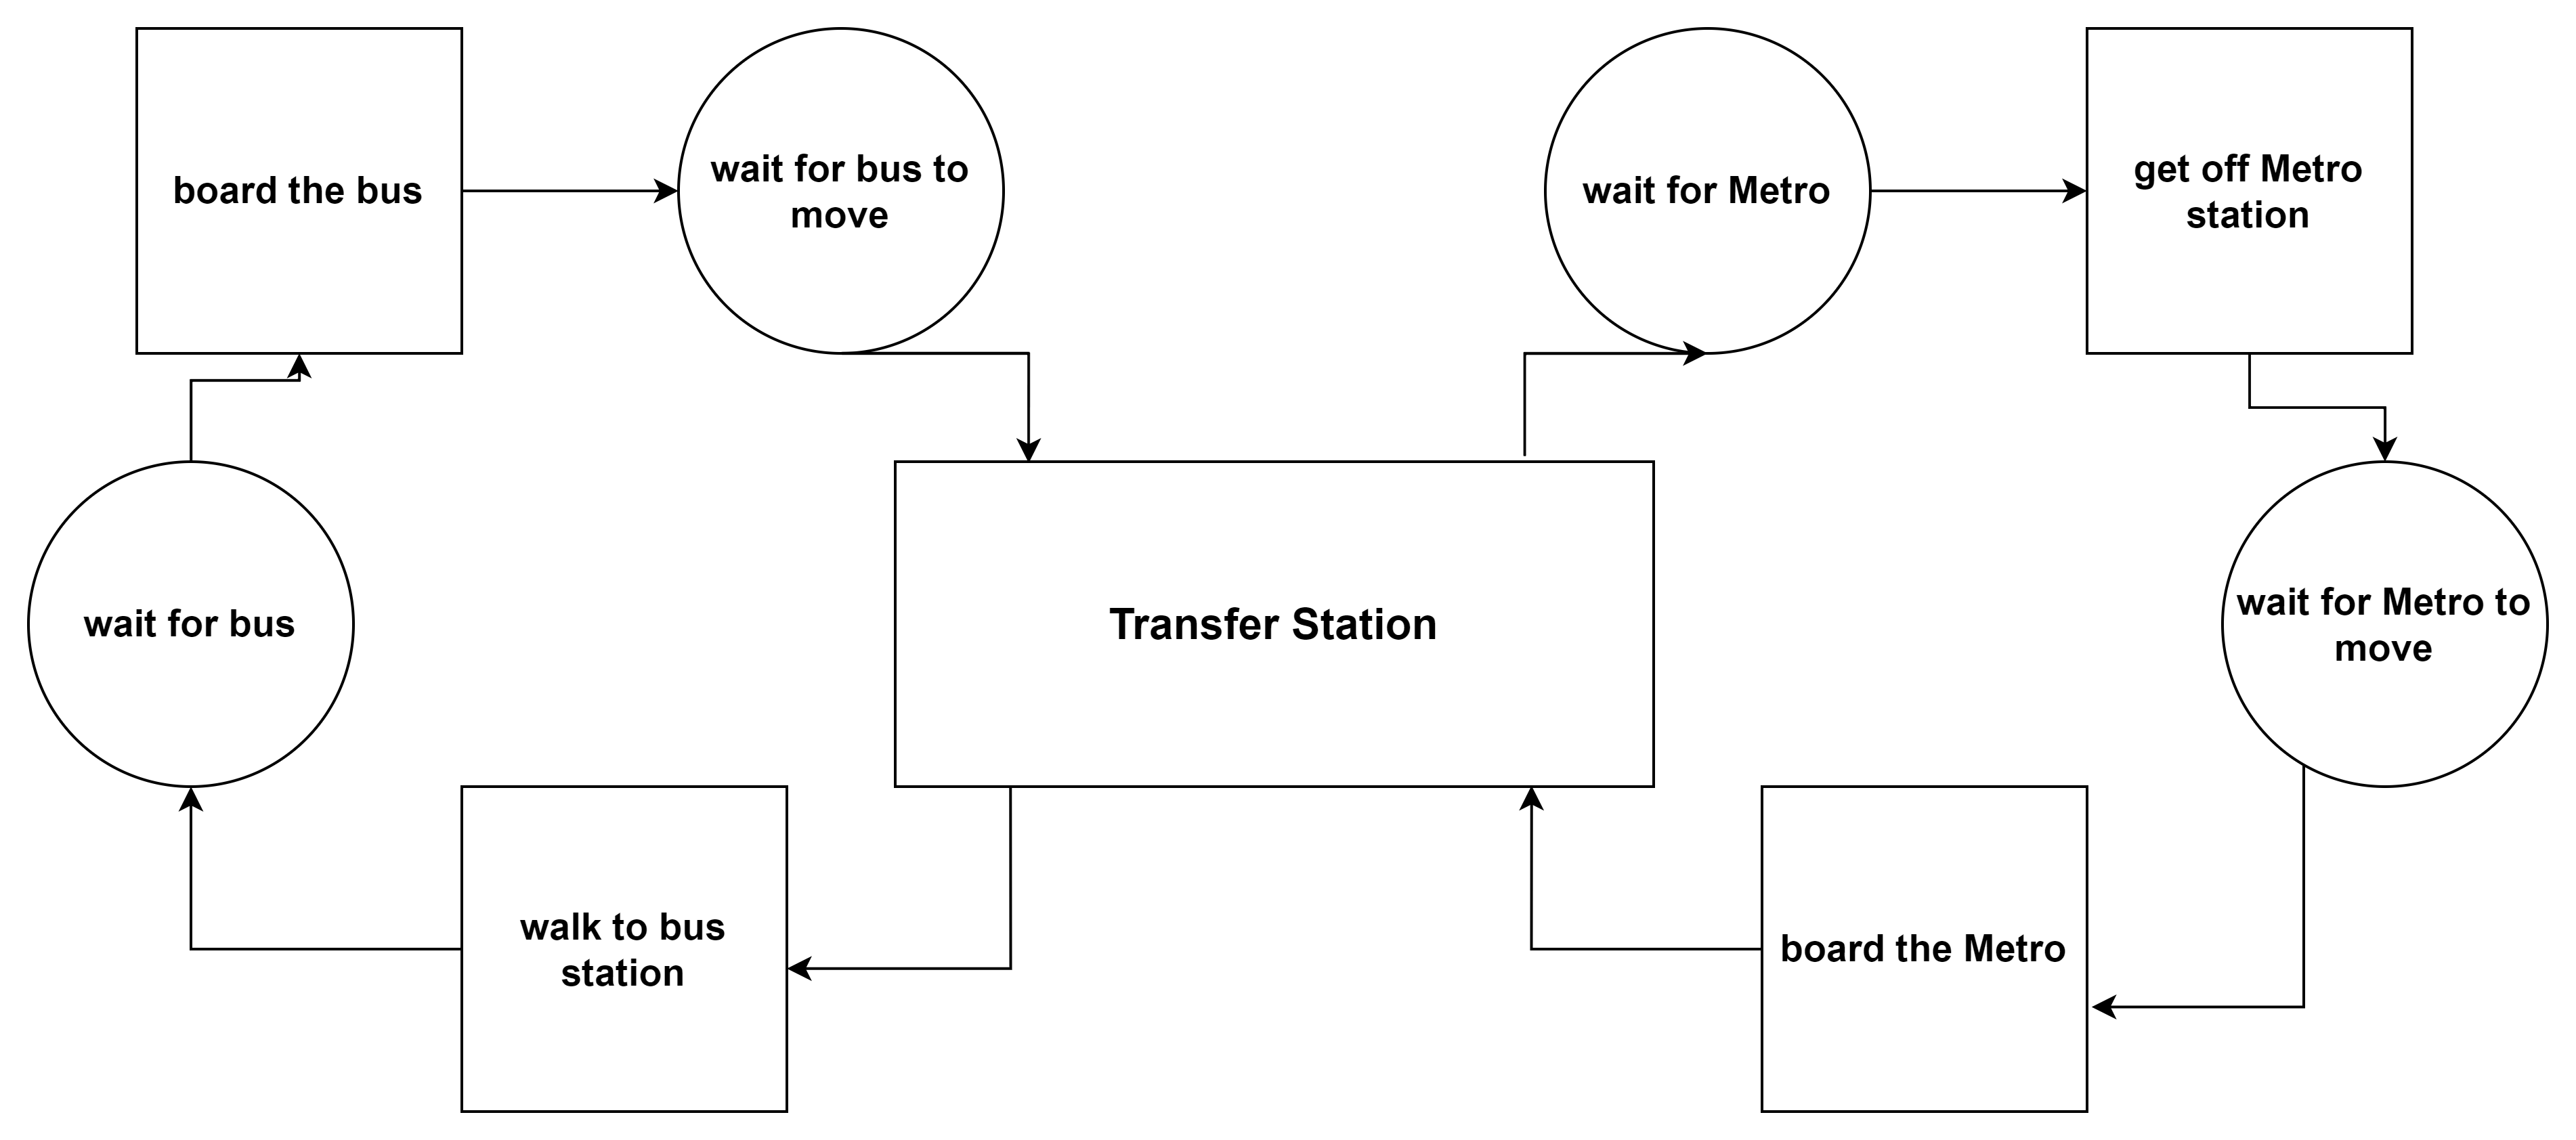 board the bus
wait for bus to
move
wait for Metro
get off Metro
station
wait for bus
Transfer Station
wait for Metro to
move
walk to bus
station
board the Metro